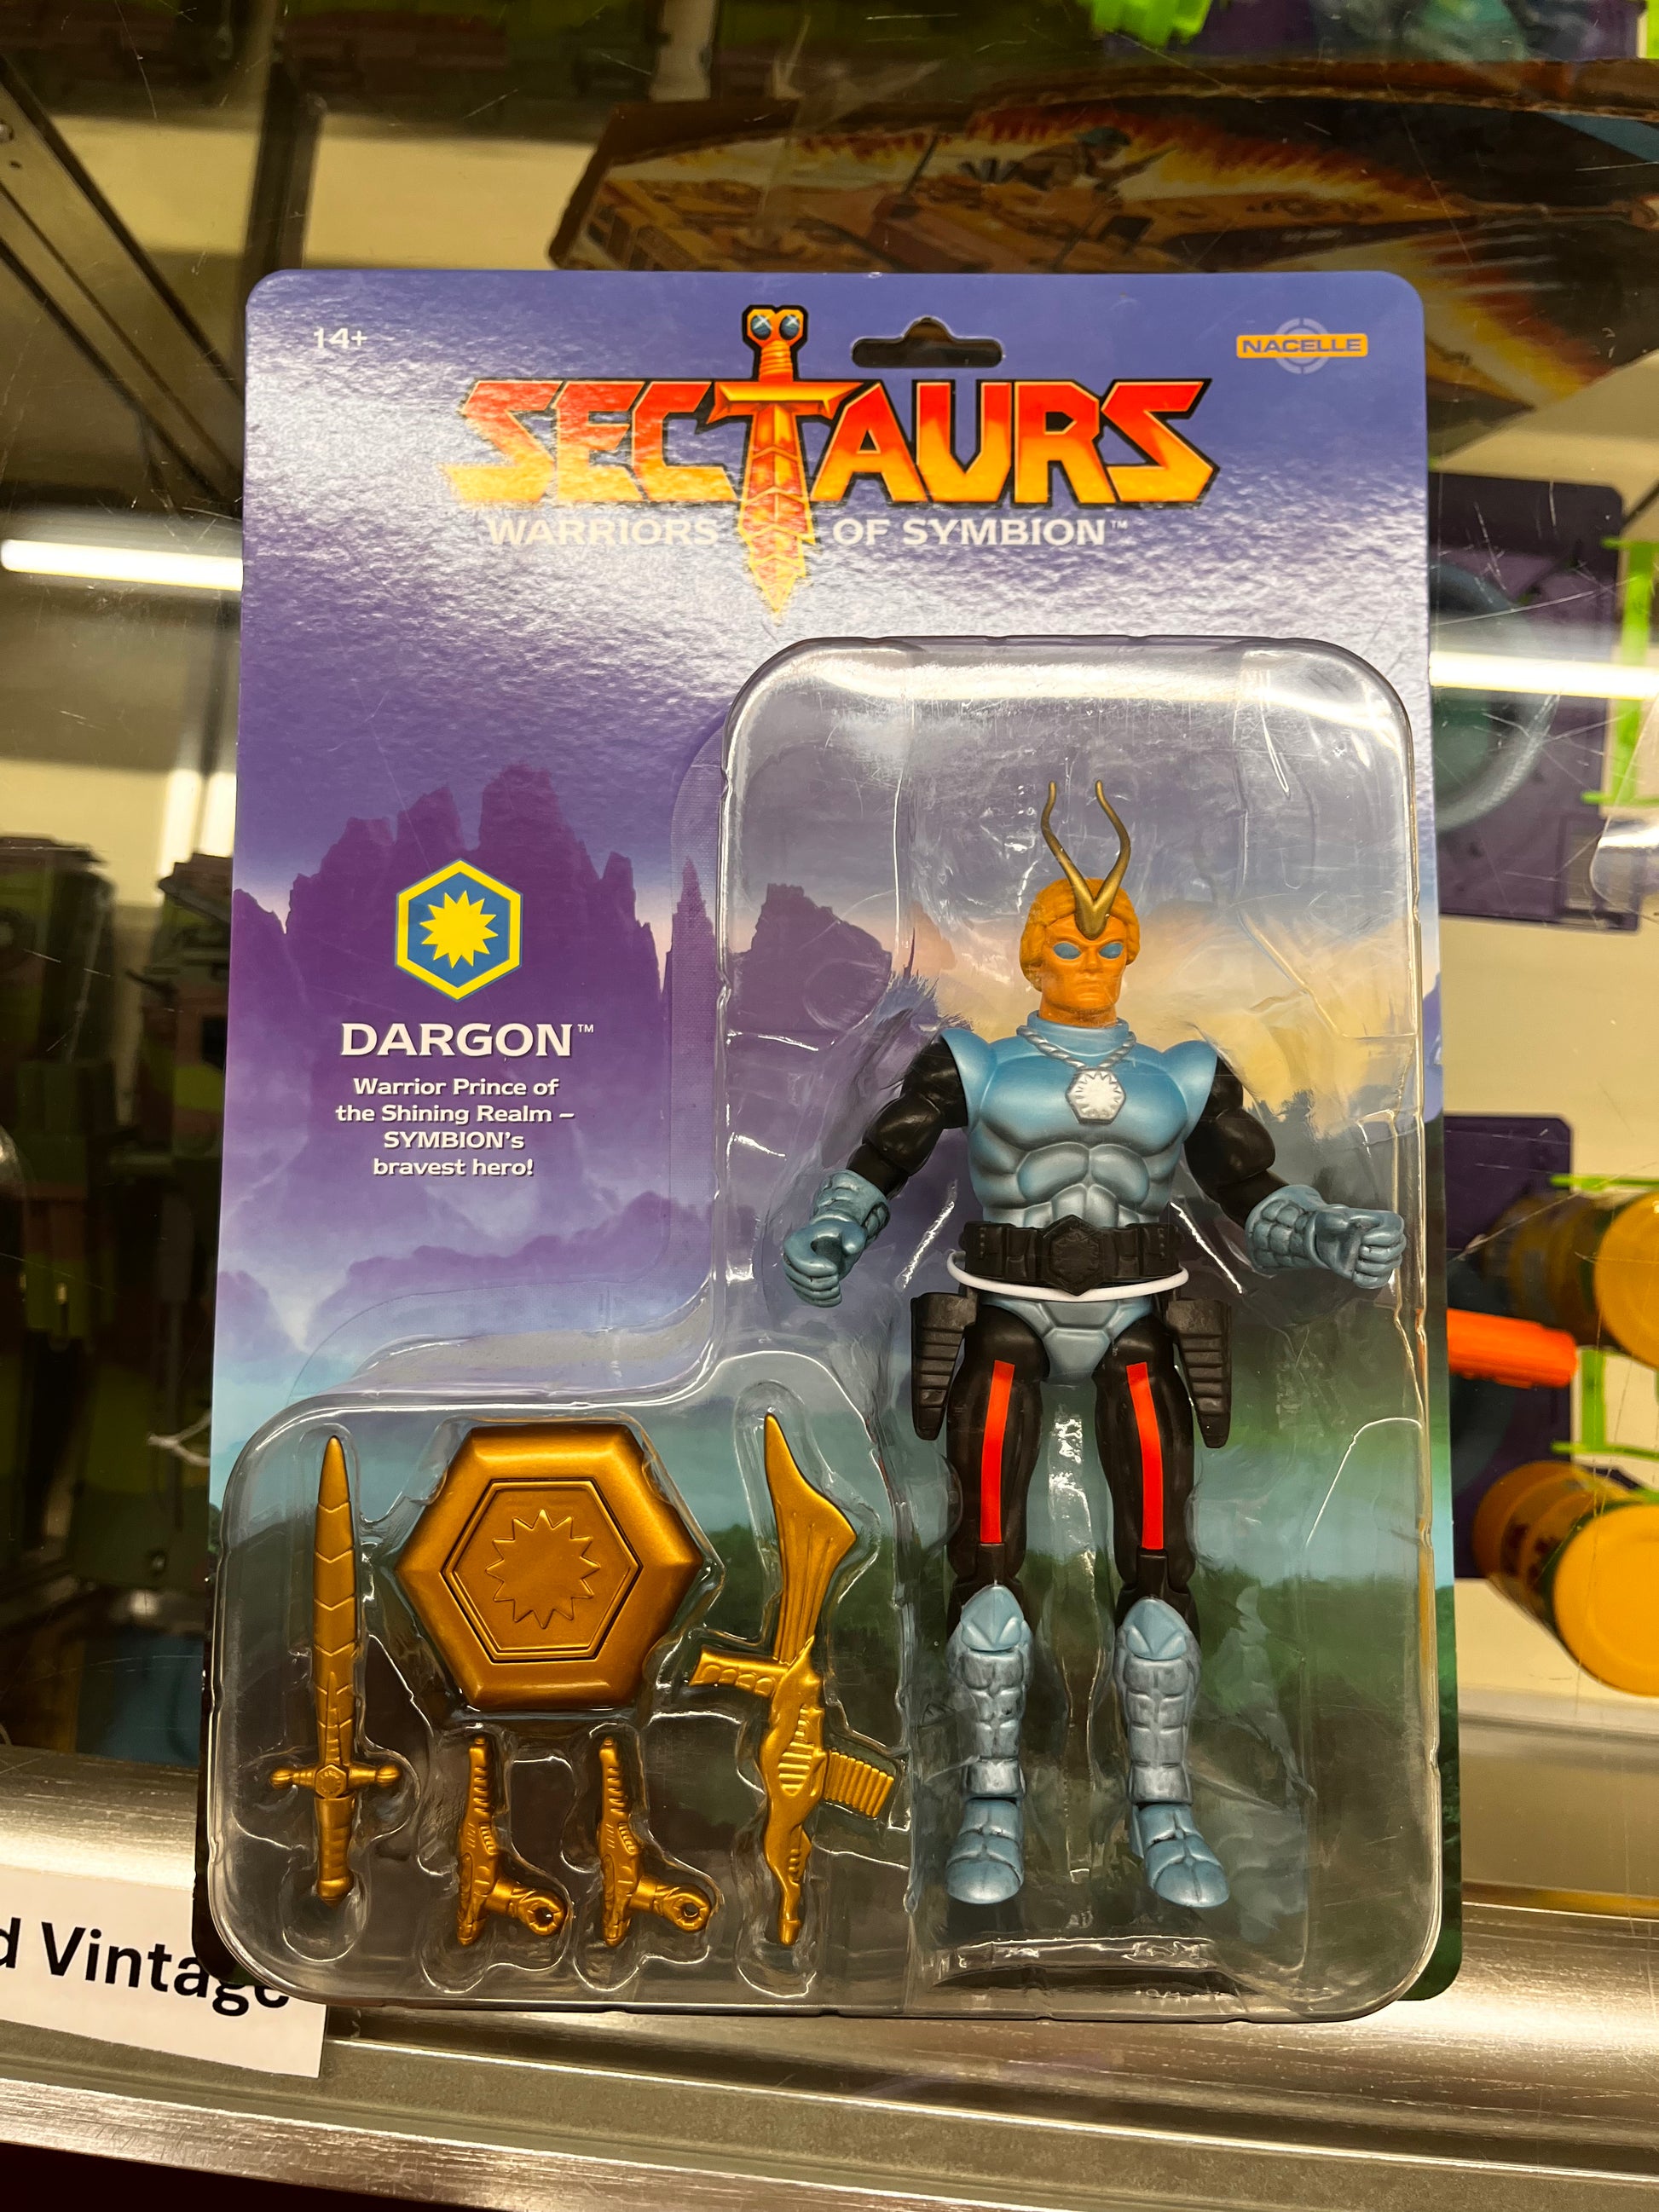 14+
NACELLE
SECTAURS
WARRIORS OF SYMBION™
DARGON™
Warrior Prince of
the Shining Realm –
SYMBION's
bravest hero!
d Vintage